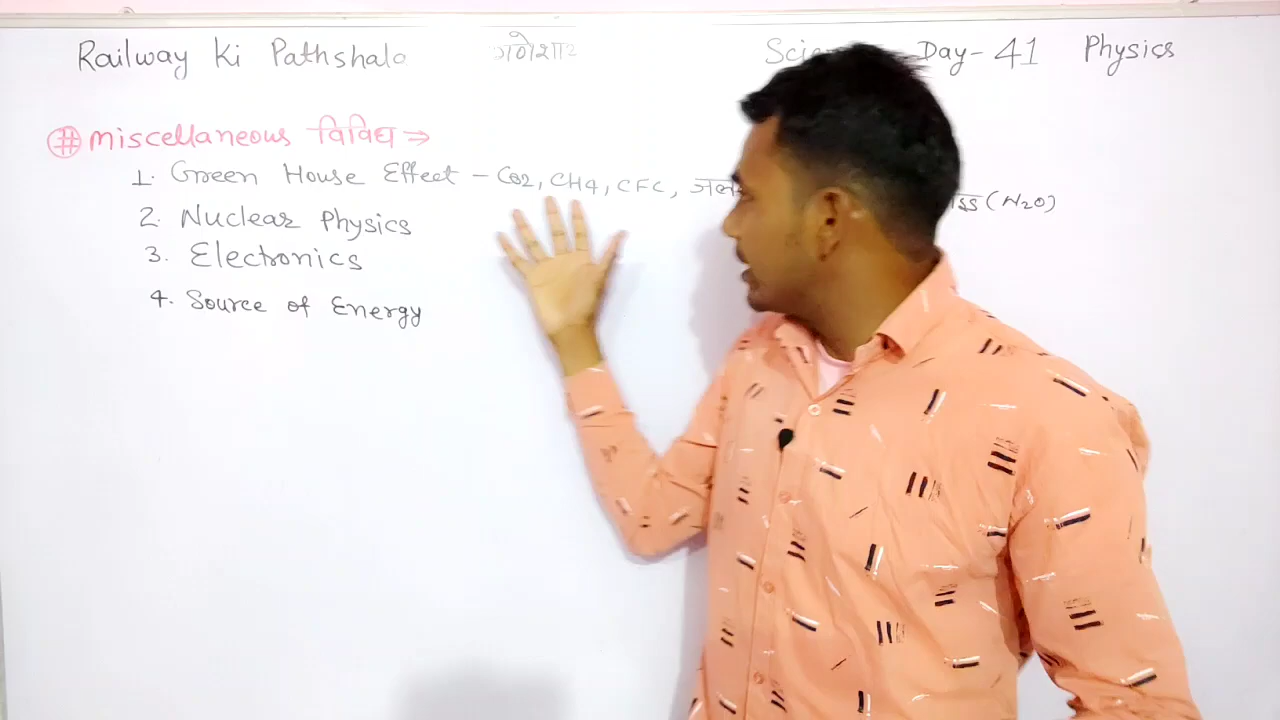 Railway Ki Pathshala Day-41 Physics
# miscellaneous विविध →
1. Green House Effect - CO2, CH4, CFC, (N2O)
2. Nuclear Physics
3. Electronics
4. Source of Energy